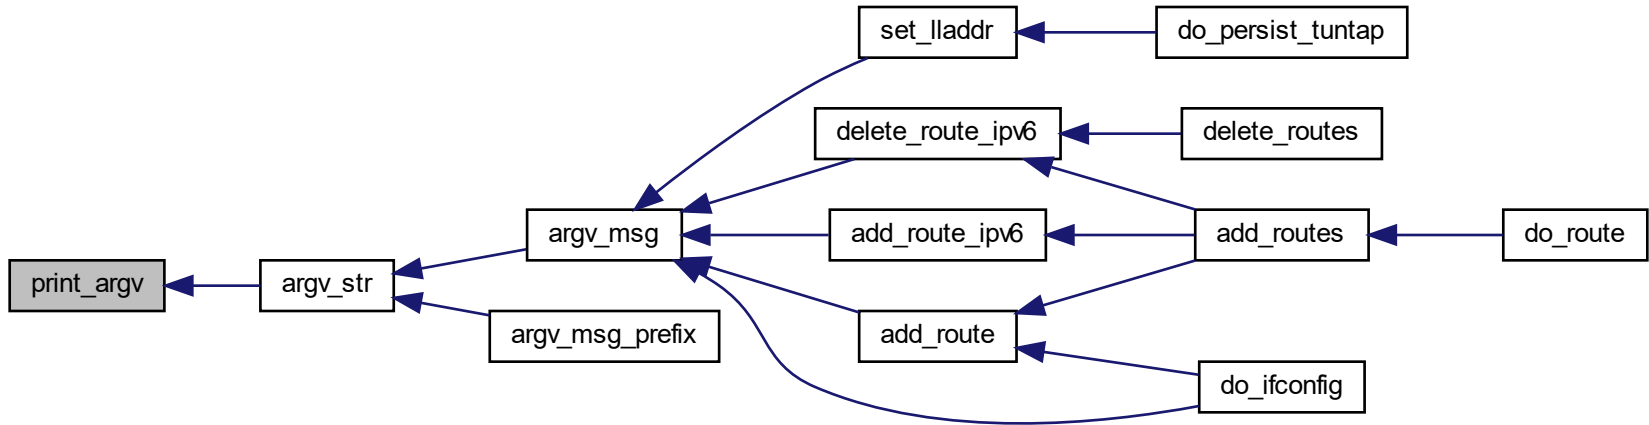 set_lladdr
do_persist_tuntap
delete_route_ipv6
delete_routes
argv_msg
add_route_ipv6
add_routes
do_route
print_argv
argv_str
argv_msg_prefix
add_route
do_ifconfig